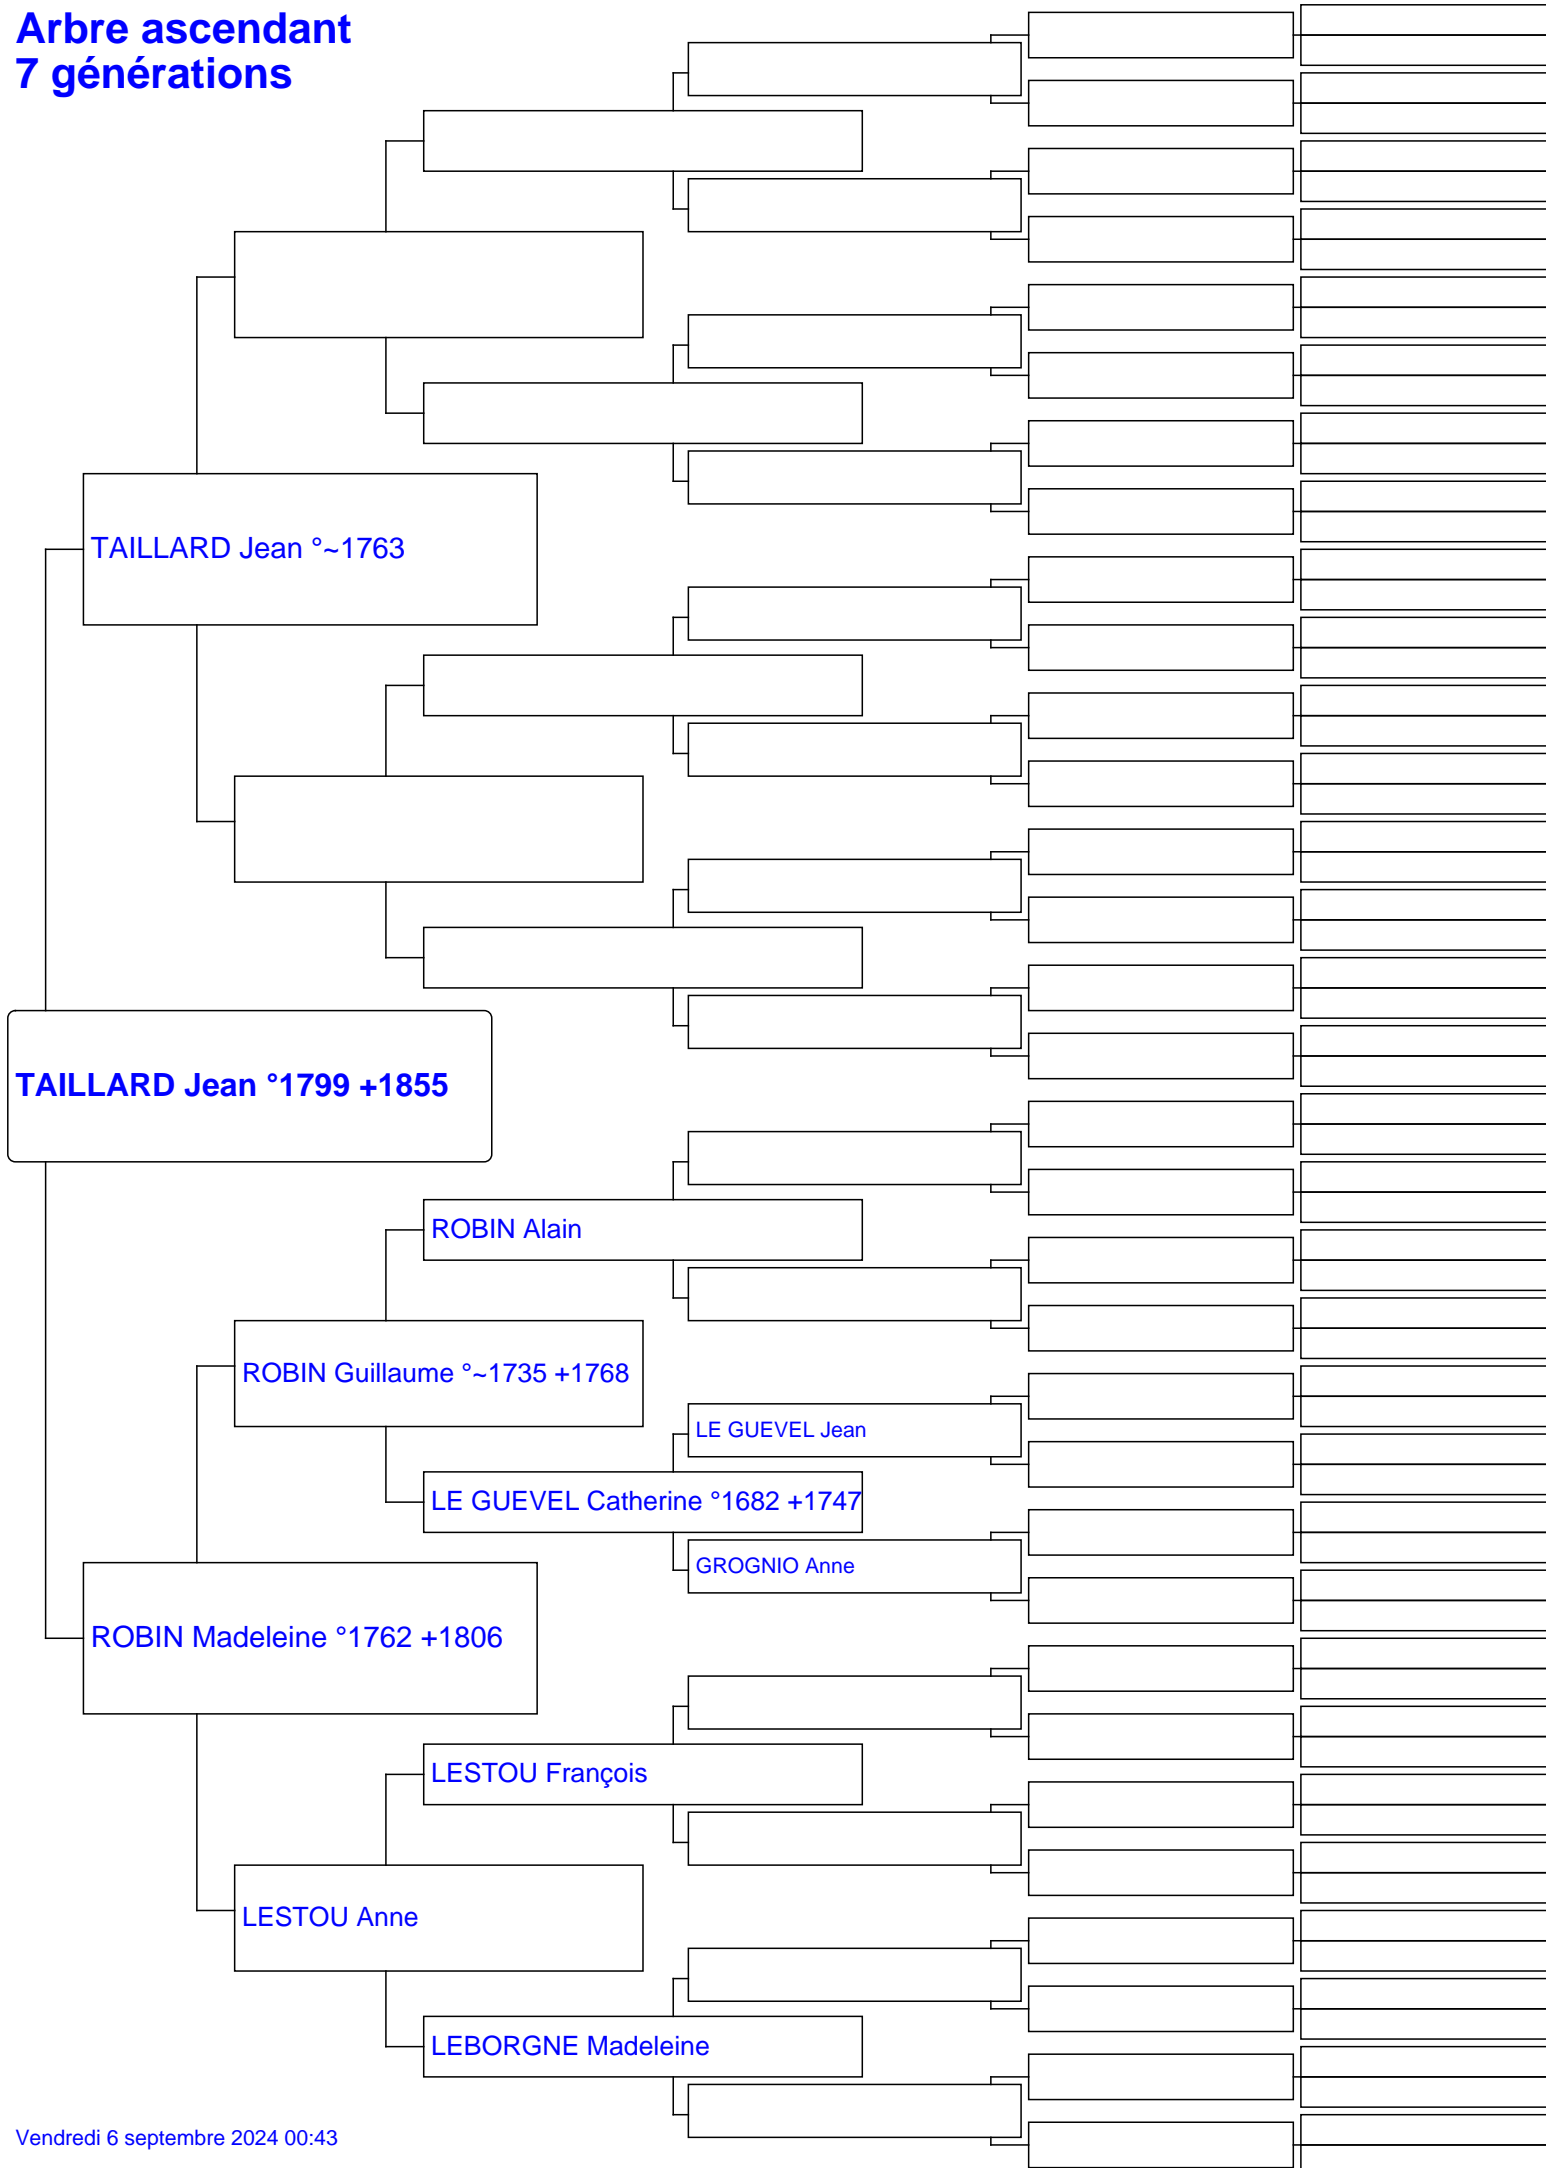 Arbre ascendant
7 générations
TAILLARD Jean °~1763
TAILLARD Jean °1799 +1855
ROBIN Alain
ROBIN Guillaume °~1735 +1768
LE GUEVEL Jean
LE GUEVEL Catherine °1682 +1747
GROGNIO Anne
ROBIN Madeleine °1762 +1806
LESTOU François
LESTOU Anne
LEBORGNE Madeleine
Vendredi 6 septembre 2024 00:43